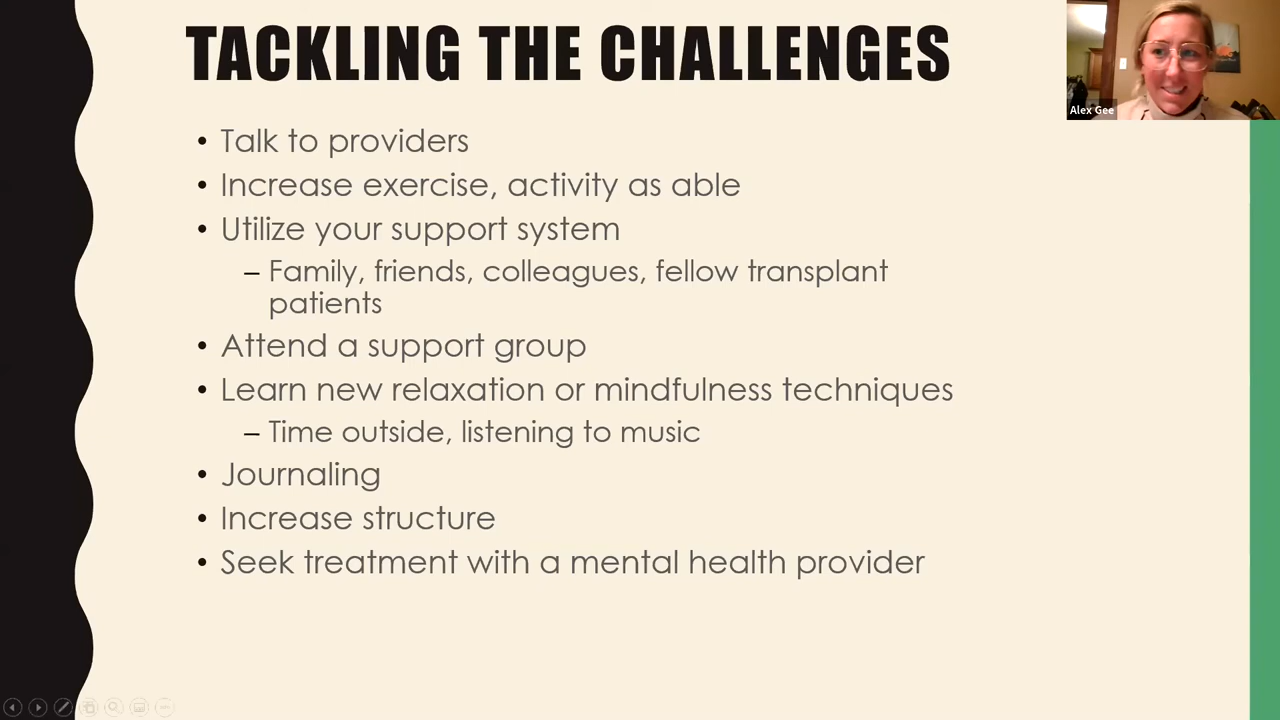 TACKLING THE CHALLENGES
Alex Gee
• Talk to providers
• Increase exercise, activity as able
• Utilize your support system
– Family, friends, colleagues, fellow transplant
patients
• Attend a support group
• Learn new relaxation or mindfulness techniques
– Time outside, listening to music
• Journaling
• Increase structure
• Seek treatment with a mental health provider